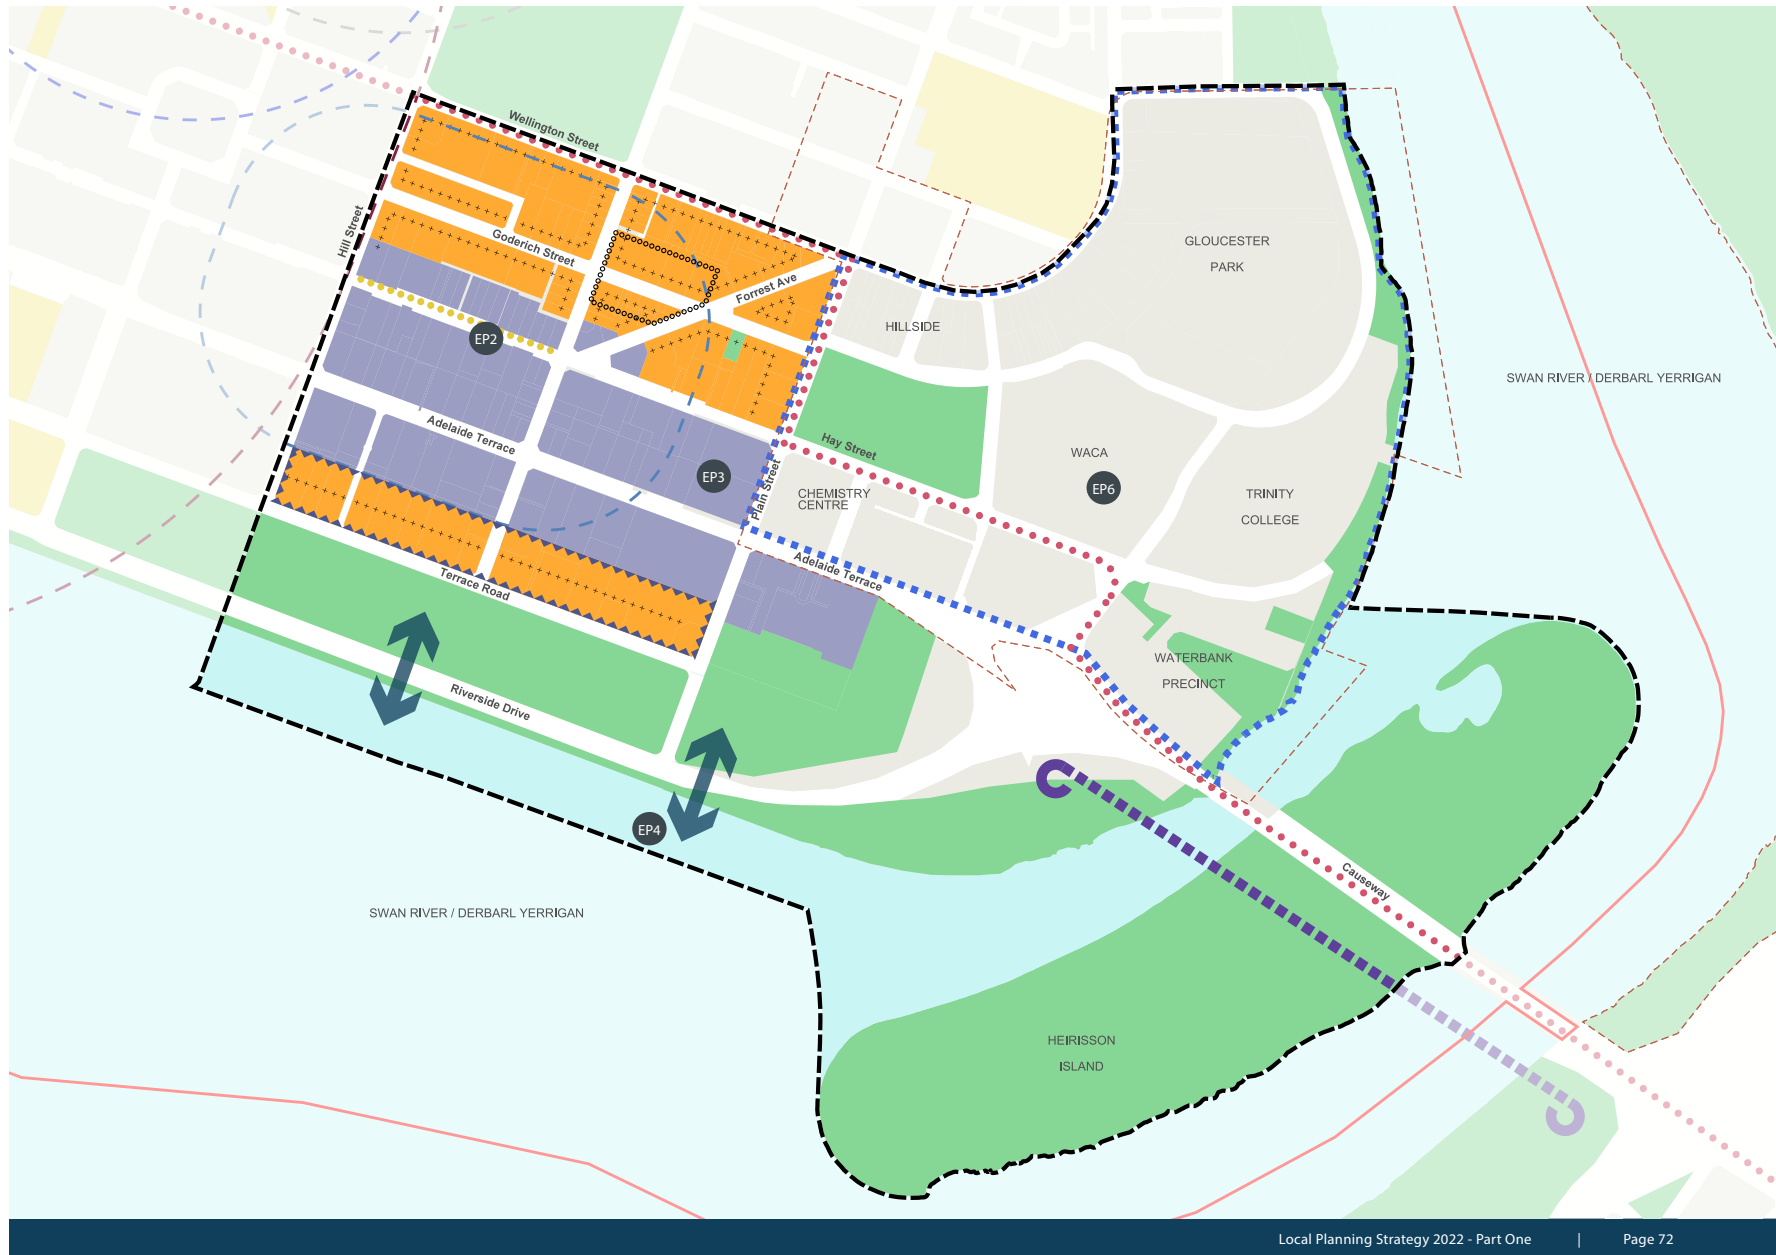 Wellington Street
Hill Street
Goderich Street
Forrest Ave
GLOUCESTER
PARK
HILLSIDE
EP2
SWAN RIVER / DERBARL YERRIGAN
Adelaide Terrace
Hay Street
WACA
EP3
EP6
Plain Street
CHEMISTRY
CENTRE
TRINITY
COLLEGE
Adelaide Terrace
Terrace Road
WATERBANK
PRECINCT
Riverside Drive
EP4
Causeway
SWAN RIVER / DERBARL YERRIGAN
HEIRISSON
ISLAND
Local Planning Strategy 2022 - Part One | Page 72